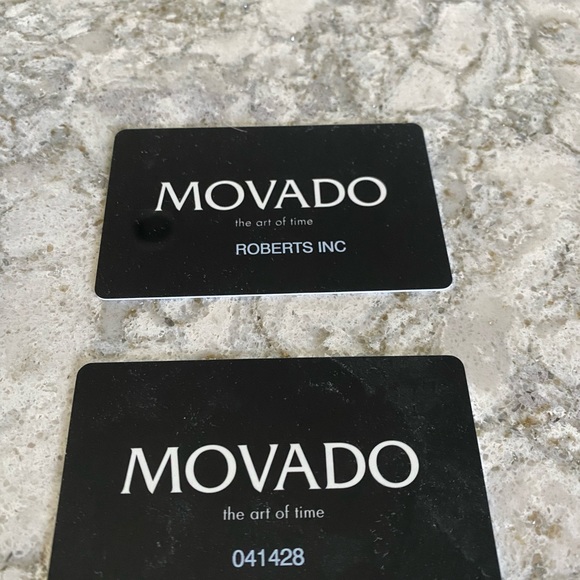 MOVADO
the art of time
ROBERTS INC
MOVADO
the art of time
041428